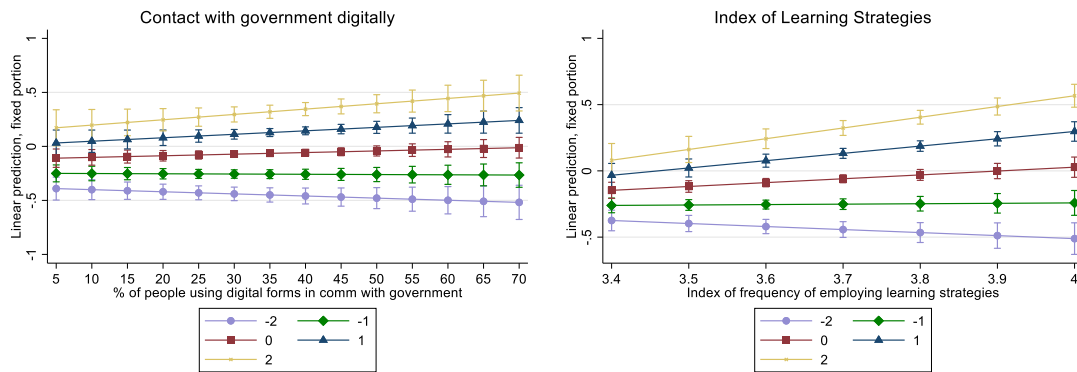 Contact with government digitally
Linear prediction, fixed portion
1
.5
0
-.5
-1
5 10 15 20 25 30 35 40 45 50 55 60 65 70
% of people using digital forms in comm with government
-2 -1
0 1
2
Index of Learning Strategies
Linear prediction, fixed portion
1
.5
0
-.5
3.4 3.5 3.6 3.7 3.8 3.9 4
Index of frequency of employing learning strategies
-2 -1
0 1
2